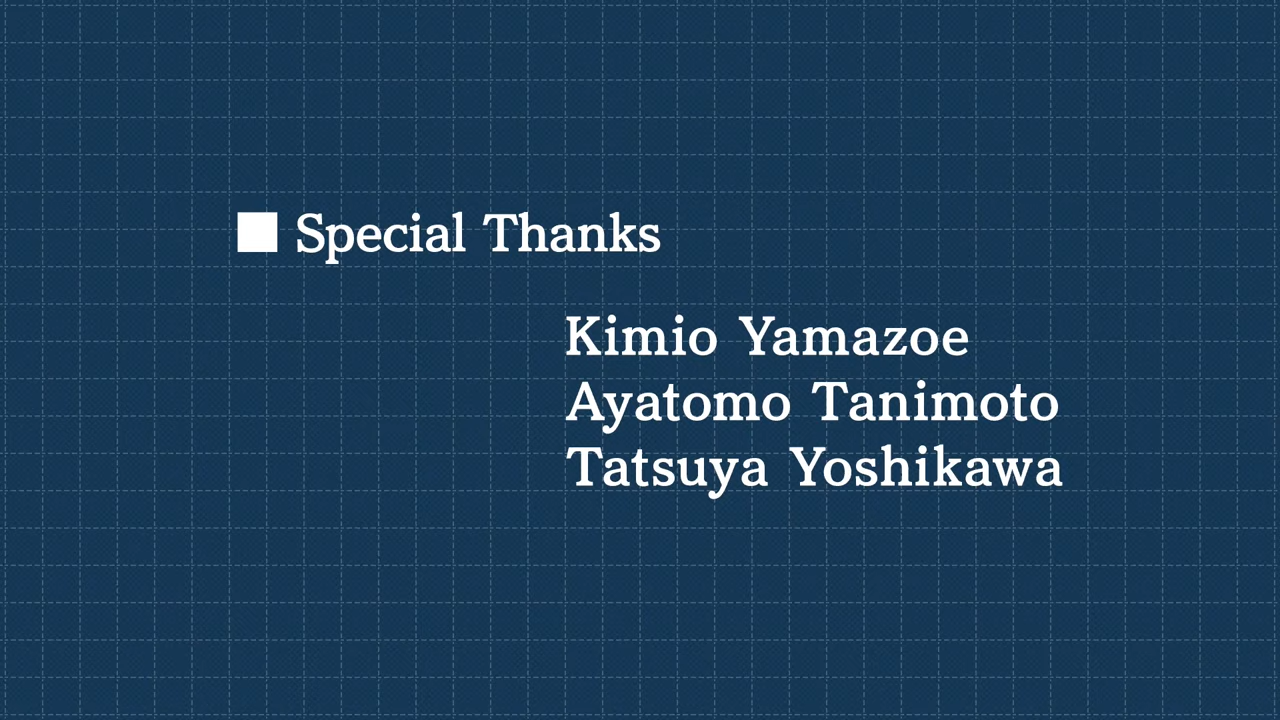 ■ Special Thanks
Kimio Yamazoe
Ayatomo Tanimoto
Tatsuya Yoshikawa